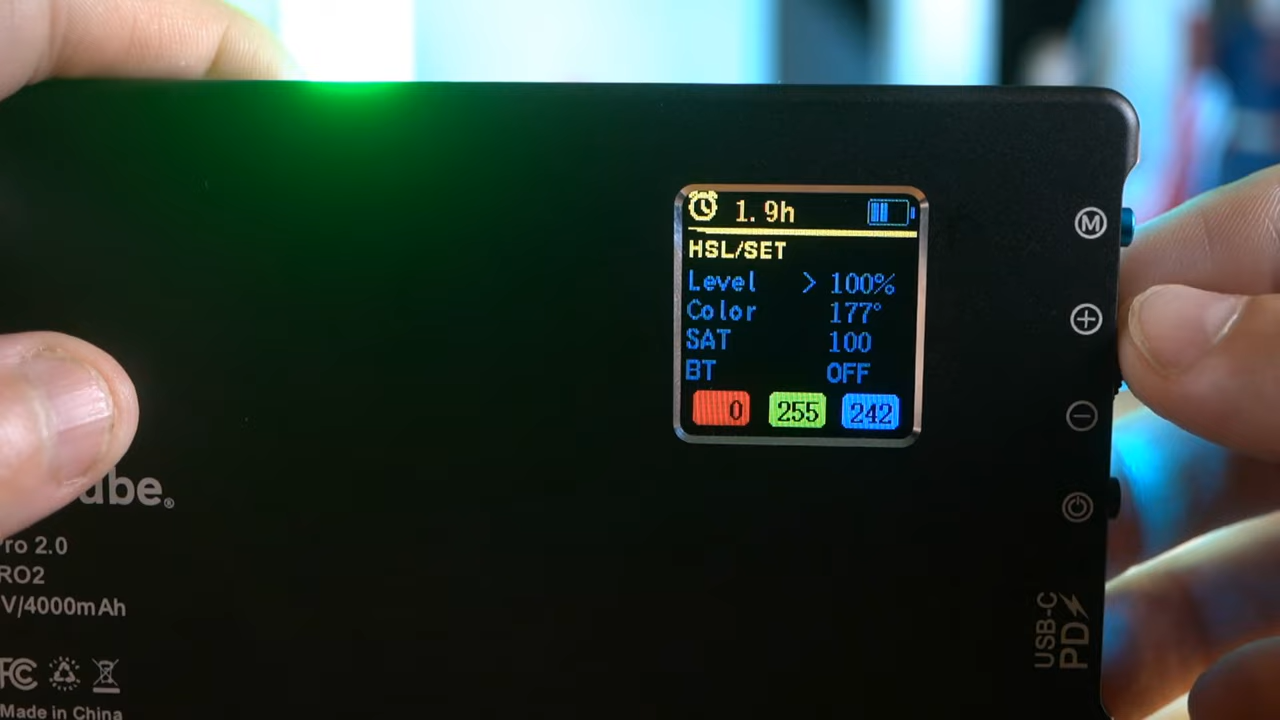 1.9h
HSL/SET
Level > 100%
Color 177°
SAT 100
BT OFF
0 255 242
M
USB-C
PD
ube®
ro 2.0
RO2
V/4000mAh
FC
Made in China